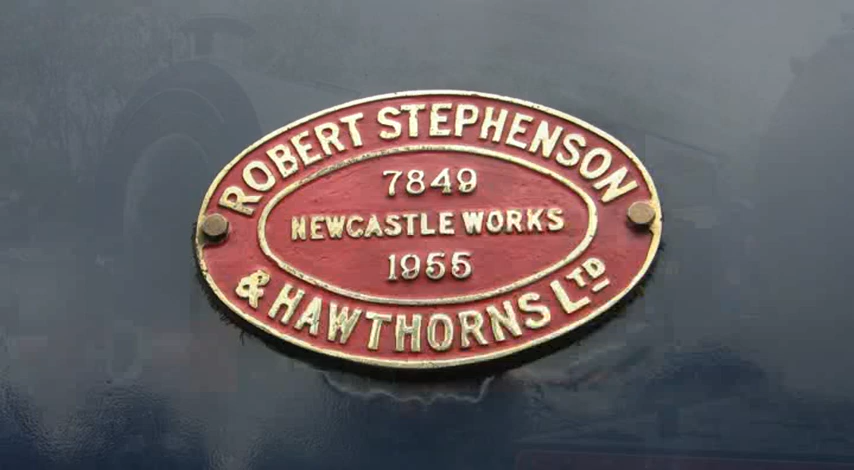 ROBERT STEPHENSON
7849
NEWCASTLE WORKS
1955
& HAWTHORNS LTD